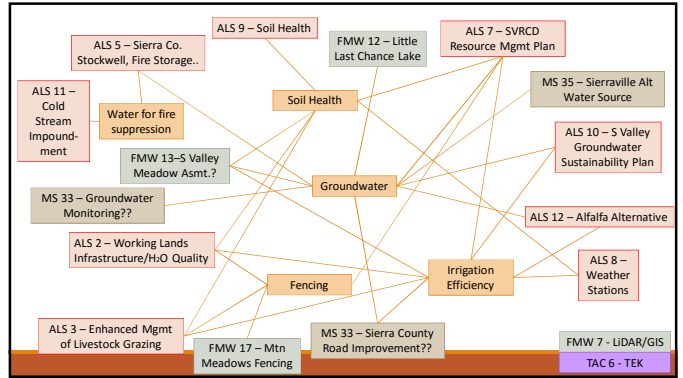 ALS 9 – Soil Health
ALS 5 – Sierra Co.
Stockwell, Fire Storage..
FMW 12 – Little
Last Chance Lake
ALS 7 – SVRCD
Resource Mgmt Plan
ALS 11 –
Cold
Stream
Impound-
ment
Water for fire
suppression
Soil Health
MS 35 – Sierraville Alt
Water Source
FMW 13–S Valley
Meadow Asmt.?
ALS 10 – S Valley
Groundwater
Sustainability Plan
Groundwater
MS 33 – Groundwater
Monitoring??
ALS 12 – Alfalfa Alternative
ALS 2 – Working Lands
Infrastructure/H₂O Quality
Fencing
Irrigation
Efficiency
ALS 8 –
Weather
Stations
ALS 3 – Enhanced Mgmt
of Livestock Grazing
FMW 17 – Mtn
Meadows Fencing
MS 33 – Sierra County
Road Improvement??
FMW 7 - LiDAR/GIS
TAC 6 - TEK